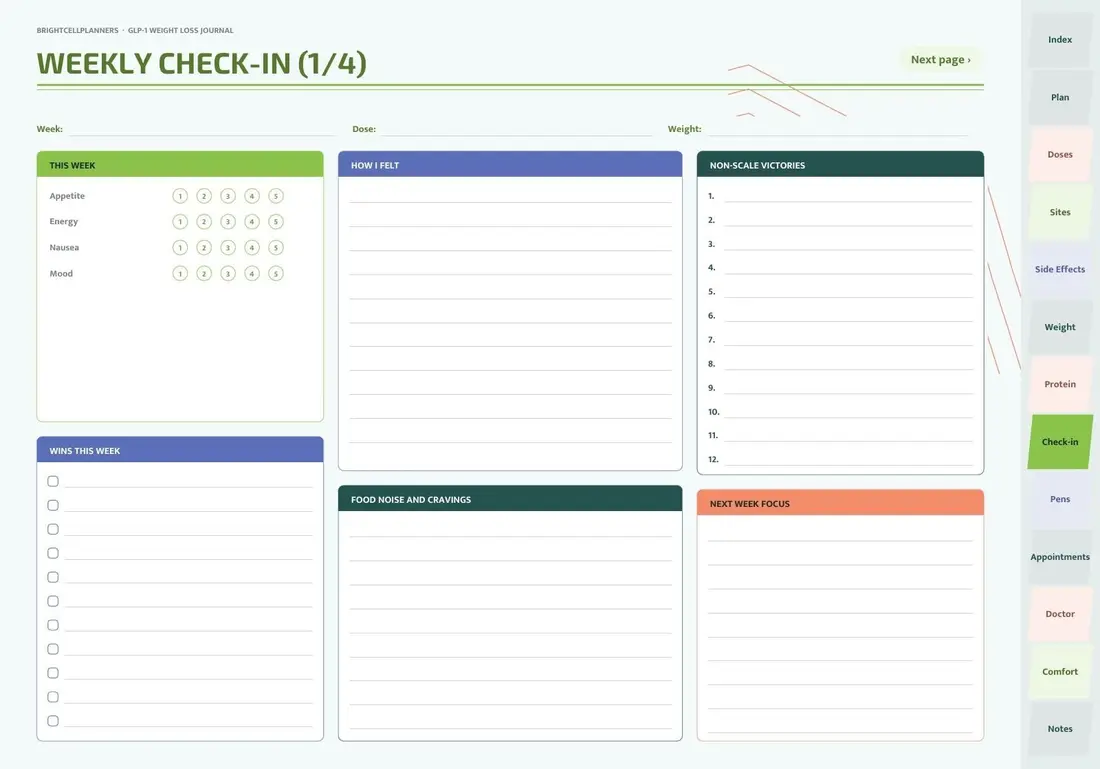 BRIGHTCELLPLANNERS · GLP-1 WEIGHT LOSS JOURNAL
WEEKLY CHECK-IN (1/4)
Next page ›
Week:
Dose:
Weight:
THIS WEEK
Appetite 1 2 3 4 5
Energy 1 2 3 4 5
Nausea 1 2 3 4 5
Mood 1 2 3 4 5
WINS THIS WEEK
HOW I FELT
FOOD NOISE AND CRAVINGS
NON-SCALE VICTORIES
1.
2.
3.
4.
5.
6.
7.
8.
9.
10.
11.
12.
NEXT WEEK FOCUS
Index
Plan
Doses
Sites
Side Effects
Weight
Protein
Check-in
Pens
Appointments
Doctor
Comfort
Notes